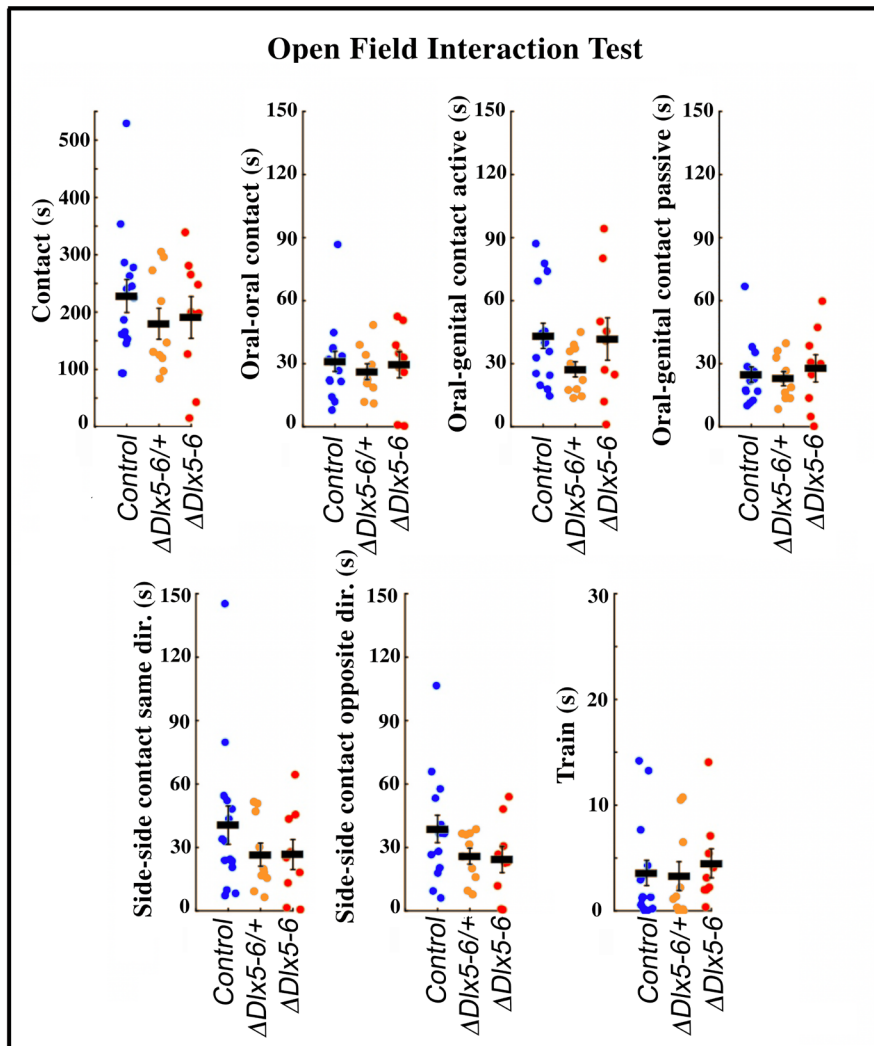 Open Field Interaction Test
Contact (s)
500
400
300
200
100
0
Control
ΔDlx5-6/+
ΔDlx5-6
Oral-oral contact (s)
150
120
90
60
30
0
Control
ΔDlx5-6/+
ΔDlx5-6
Oral-genital contact active (s)
150
120
90
60
30
0
Control
ΔDlx5-6/+
ΔDlx5-6
Oral-genital contact passive (s)
150
120
90
60
30
0
Control
ΔDlx5-6/+
ΔDlx5-6
Side-side contact same dir. (s)
150
120
90
60
30
0
Control
ΔDlx5-6/+
ΔDlx5-6
Side-side contact opposite dir. (s)
150
120
90
60
30
0
Control
ΔDlx5-6/+
ΔDlx5-6
Train (s)
30
20
10
0
Control
ΔDlx5-6/+
ΔDlx5-6